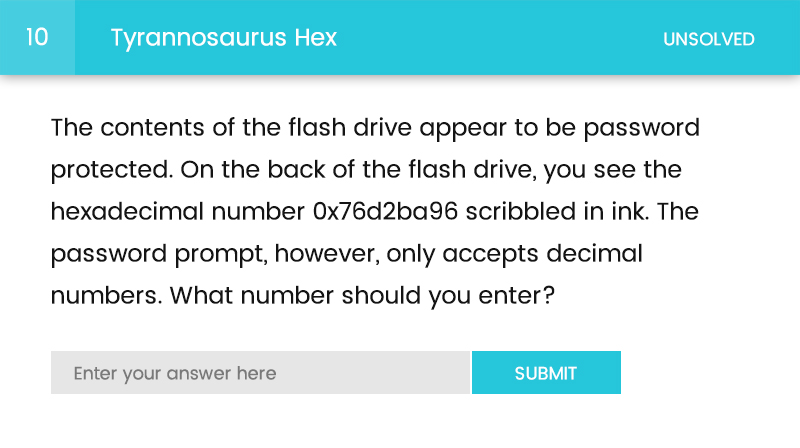 10 Tyrannosaurus Hex UNSOLVED
The contents of the flash drive appear to be password
protected. On the back of the flash drive, you see the
hexadecimal number 0x76d2ba96 scribbled in ink. The
password prompt, however, only accepts decimal
numbers. What number should you enter?
Enter your answer here SUBMIT